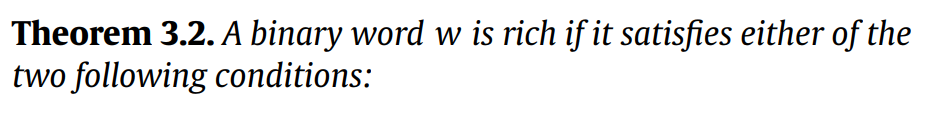 Theorem 3.2. A binary word w is rich if it satisfies either of the
two following conditions: